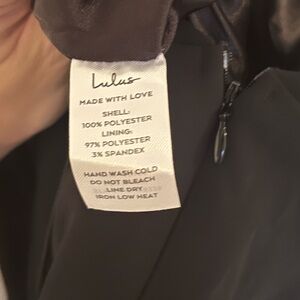 Lulus
MADE WITH LOVE
SHELL:
100% POLYESTER
LINING:
97% POLYESTER
3% SPANDEX
HAND WASH COLD
DO NOT BLEACH
LINE DRY
IRON LOW HEAT